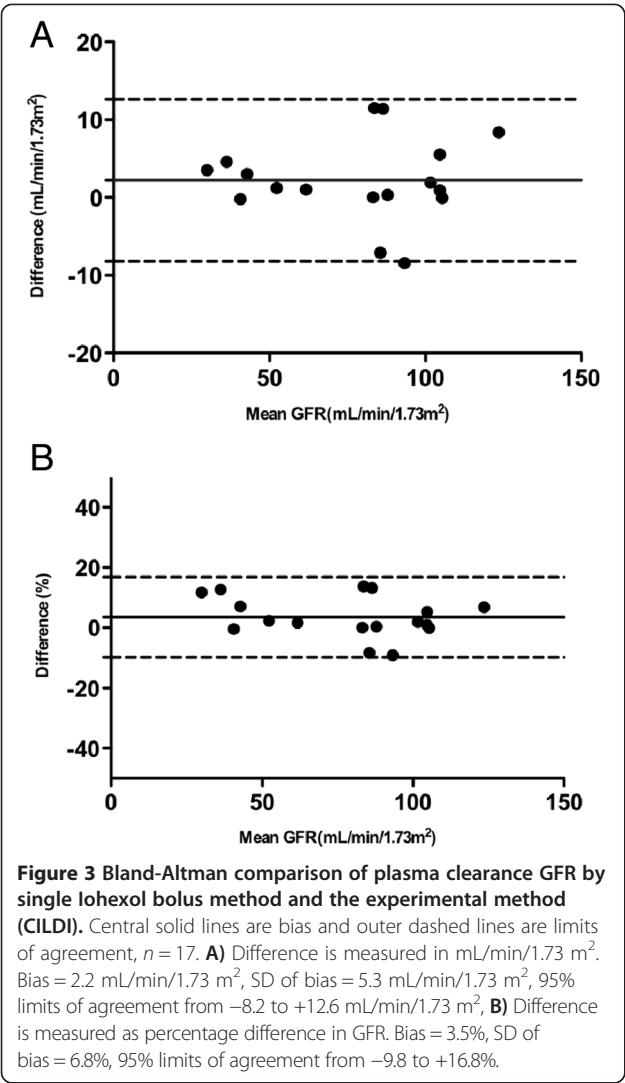 A
20
10
0
-10
-20
Difference (mL/min/1.73m²)
0 50 100 150
Mean GFR(mL/min/1.73m²)
B
40
20
0
-20
-40
Difference (%)
0 50 100 150
Mean GFR(mL/min/1.73m²)
Figure 3 Bland-Altman comparison of plasma clearance GFR by
single Iohexol bolus method and the experimental method
(CILDI). Central solid lines are bias and outer dashed lines are limits
of agreement, n = 17. A) Difference is measured in mL/min/1.73 m².
Bias = 2.2 mL/min/1.73 m², SD of bias = 5.3 mL/min/1.73 m², 95%
limits of agreement from −8.2 to +12.6 mL/min/1.73 m², B) Difference
is measured as percentage difference in GFR. Bias = 3.5%, SD of
bias = 6.8%, 95% limits of agreement from −9.8 to +16.8%.